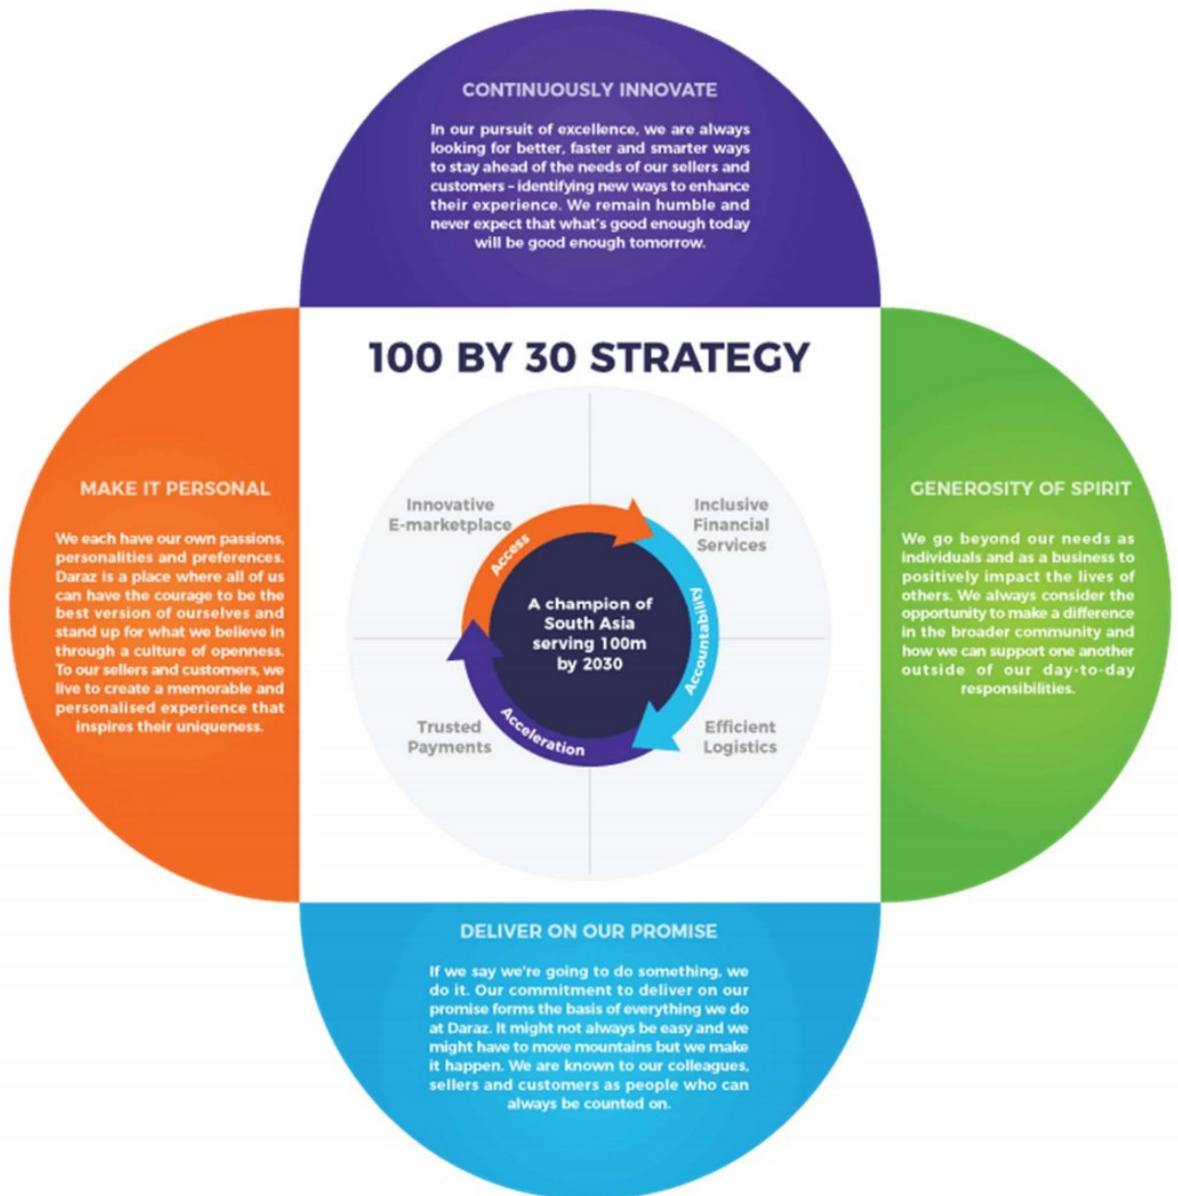 CONTINUOUSLY INNOVATE
In our pursuit of excellence, we are always
looking for better, faster and smarter ways
to stay ahead of the needs of our sellers and
customers – identifying new ways to enhance
their experience. We remain humble and
never expect that what's good enough today
will be good enough tomorrow.
100 BY 30 STRATEGY
MAKE IT PERSONAL
We each have our own passions,
personalities and preferences.
Daraz is a place where all of us
can have the courage to be the
best version of ourselves and
stand up for what we believe in
through a culture of openness.
To our sellers and customers, we
live to create a memorable and
personalised experience that
inspires their uniqueness.
Innovative
E-marketplace
Inclusive
Financial
Services
Access
Accountability
Acceleration
A champion of
South Asia
serving 100m
by 2030
Trusted
Payments
Efficient
Logistics
GENEROSITY OF SPIRIT
We go beyond our needs as
individuals and as a business to
positively impact the lives of
others. We always consider the
opportunity to make a difference
in the broader community and
how we can support one another
outside of our day-to-day
responsibilities.
DELIVER ON OUR PROMISE
If we say we're going to do something, we
do it. Our commitment to deliver on our
promise forms the basis of everything we do
at Daraz. It might not always be easy and we
might have to move mountains but we make
it happen. We are known to our colleagues,
sellers and customers as people who can
always be counted on.